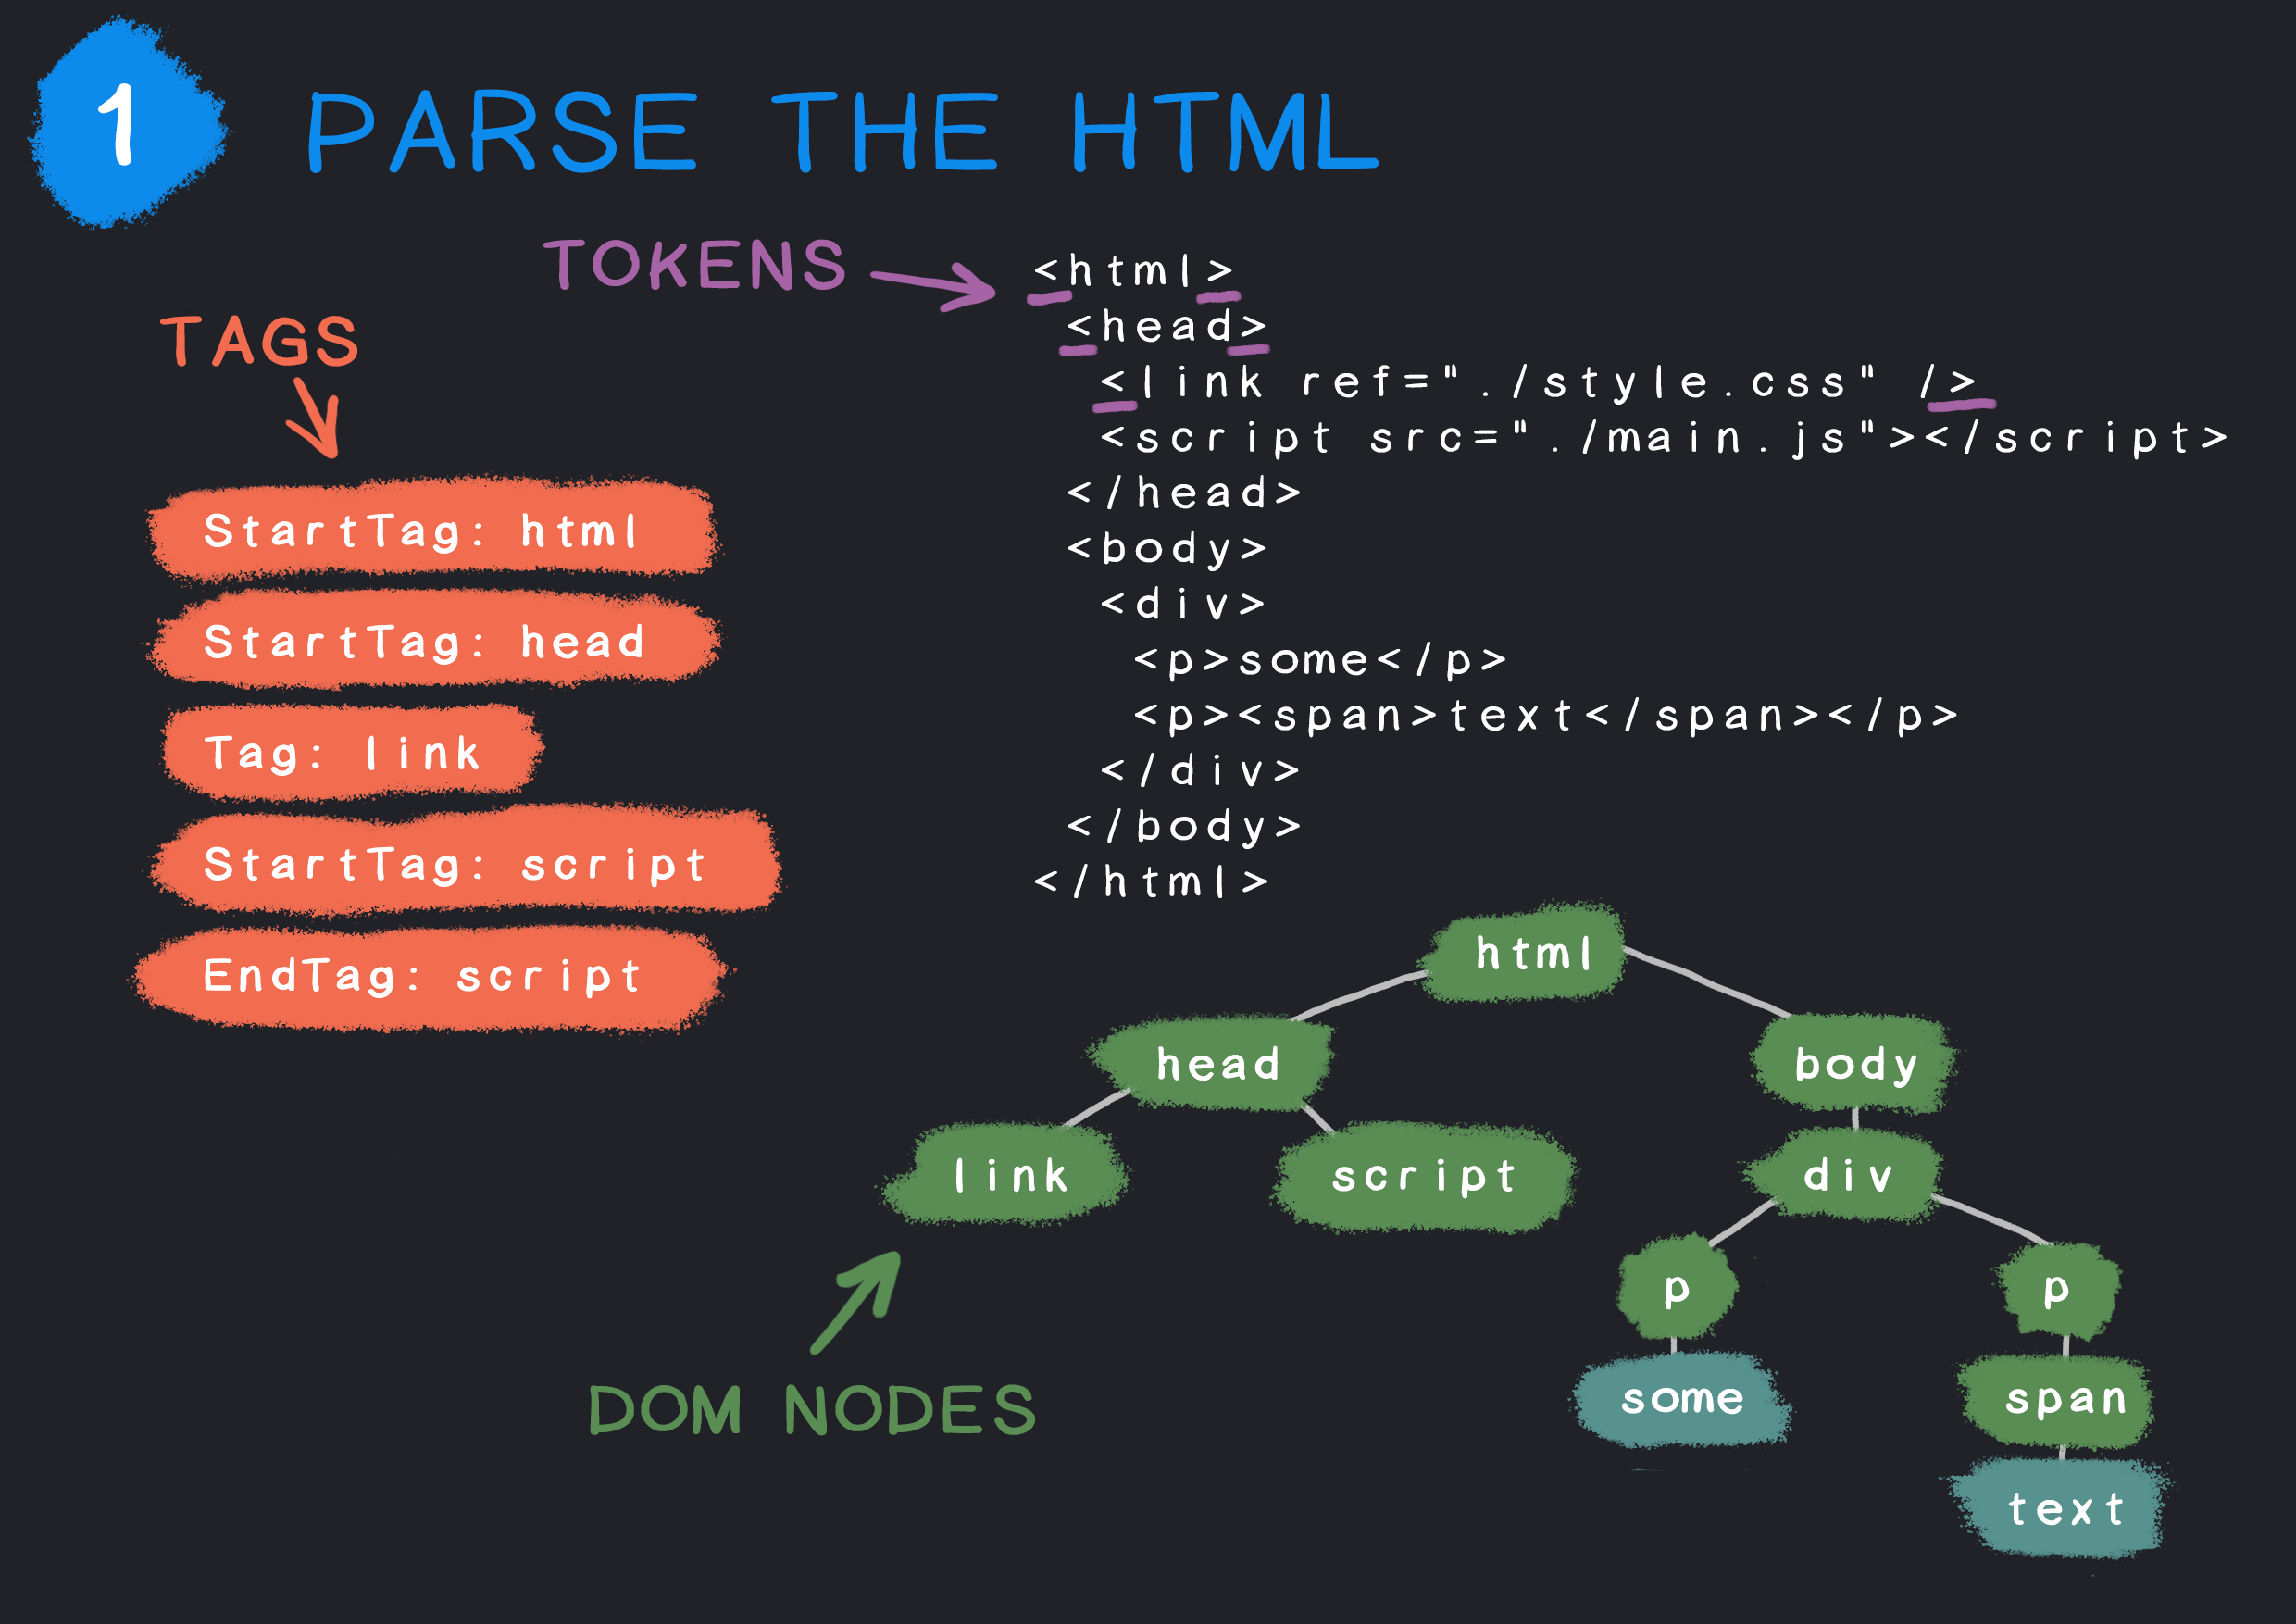 1 PARSE THE HTML
TOKENS
<html>
<head>
<link ref="./style.css" />
<script src="./main.js"></script>
</head>
<body>
<div>
<p>some</p>
<p><span>text</span></p>
</div>
</body>
</html>
TAGS
StartTag: html
StartTag: head
Tag: link
StartTag: script
EndTag: script
html
head body
link script div
p p
some span
text
DOM NODES